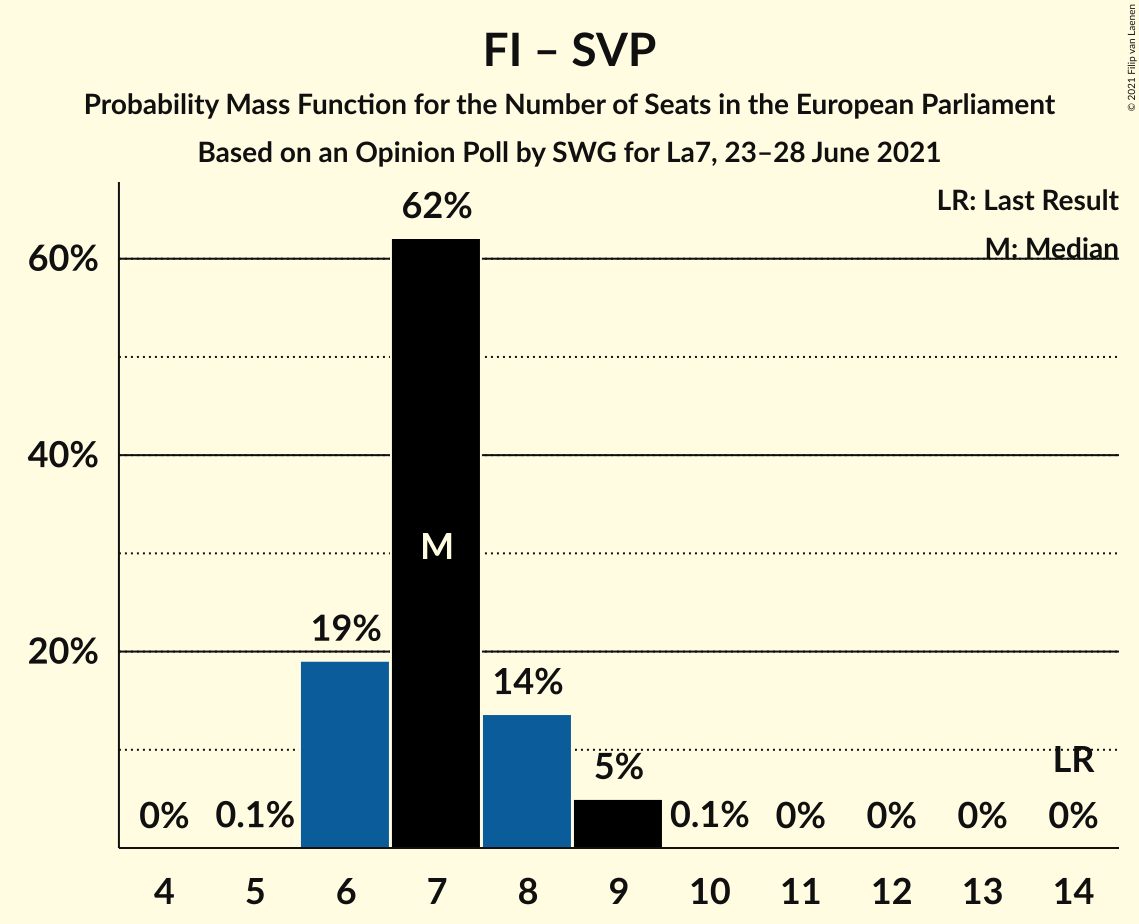 FI – SVP
Probability Mass Function for the Number of Seats in the European Parliament
Based on an Opinion Poll by SWG for La7, 23–28 June 2021
© 2021 Filip van Laenen
LR: Last Result
M: Median
62%
60%
40%
M
19%
20%
14%
5%
LR
0%
0.1%
0.1%
0%
0%
0%
0%
4 5 6 7 8 9 10 11 12 13 14